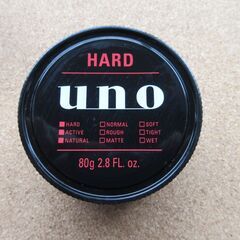 HARD
uno
HARD NORMAL SOFT
ACTIVE ROUGH TIGHT
NATURAL MATTE WET
80g 2.8 FL. oz.